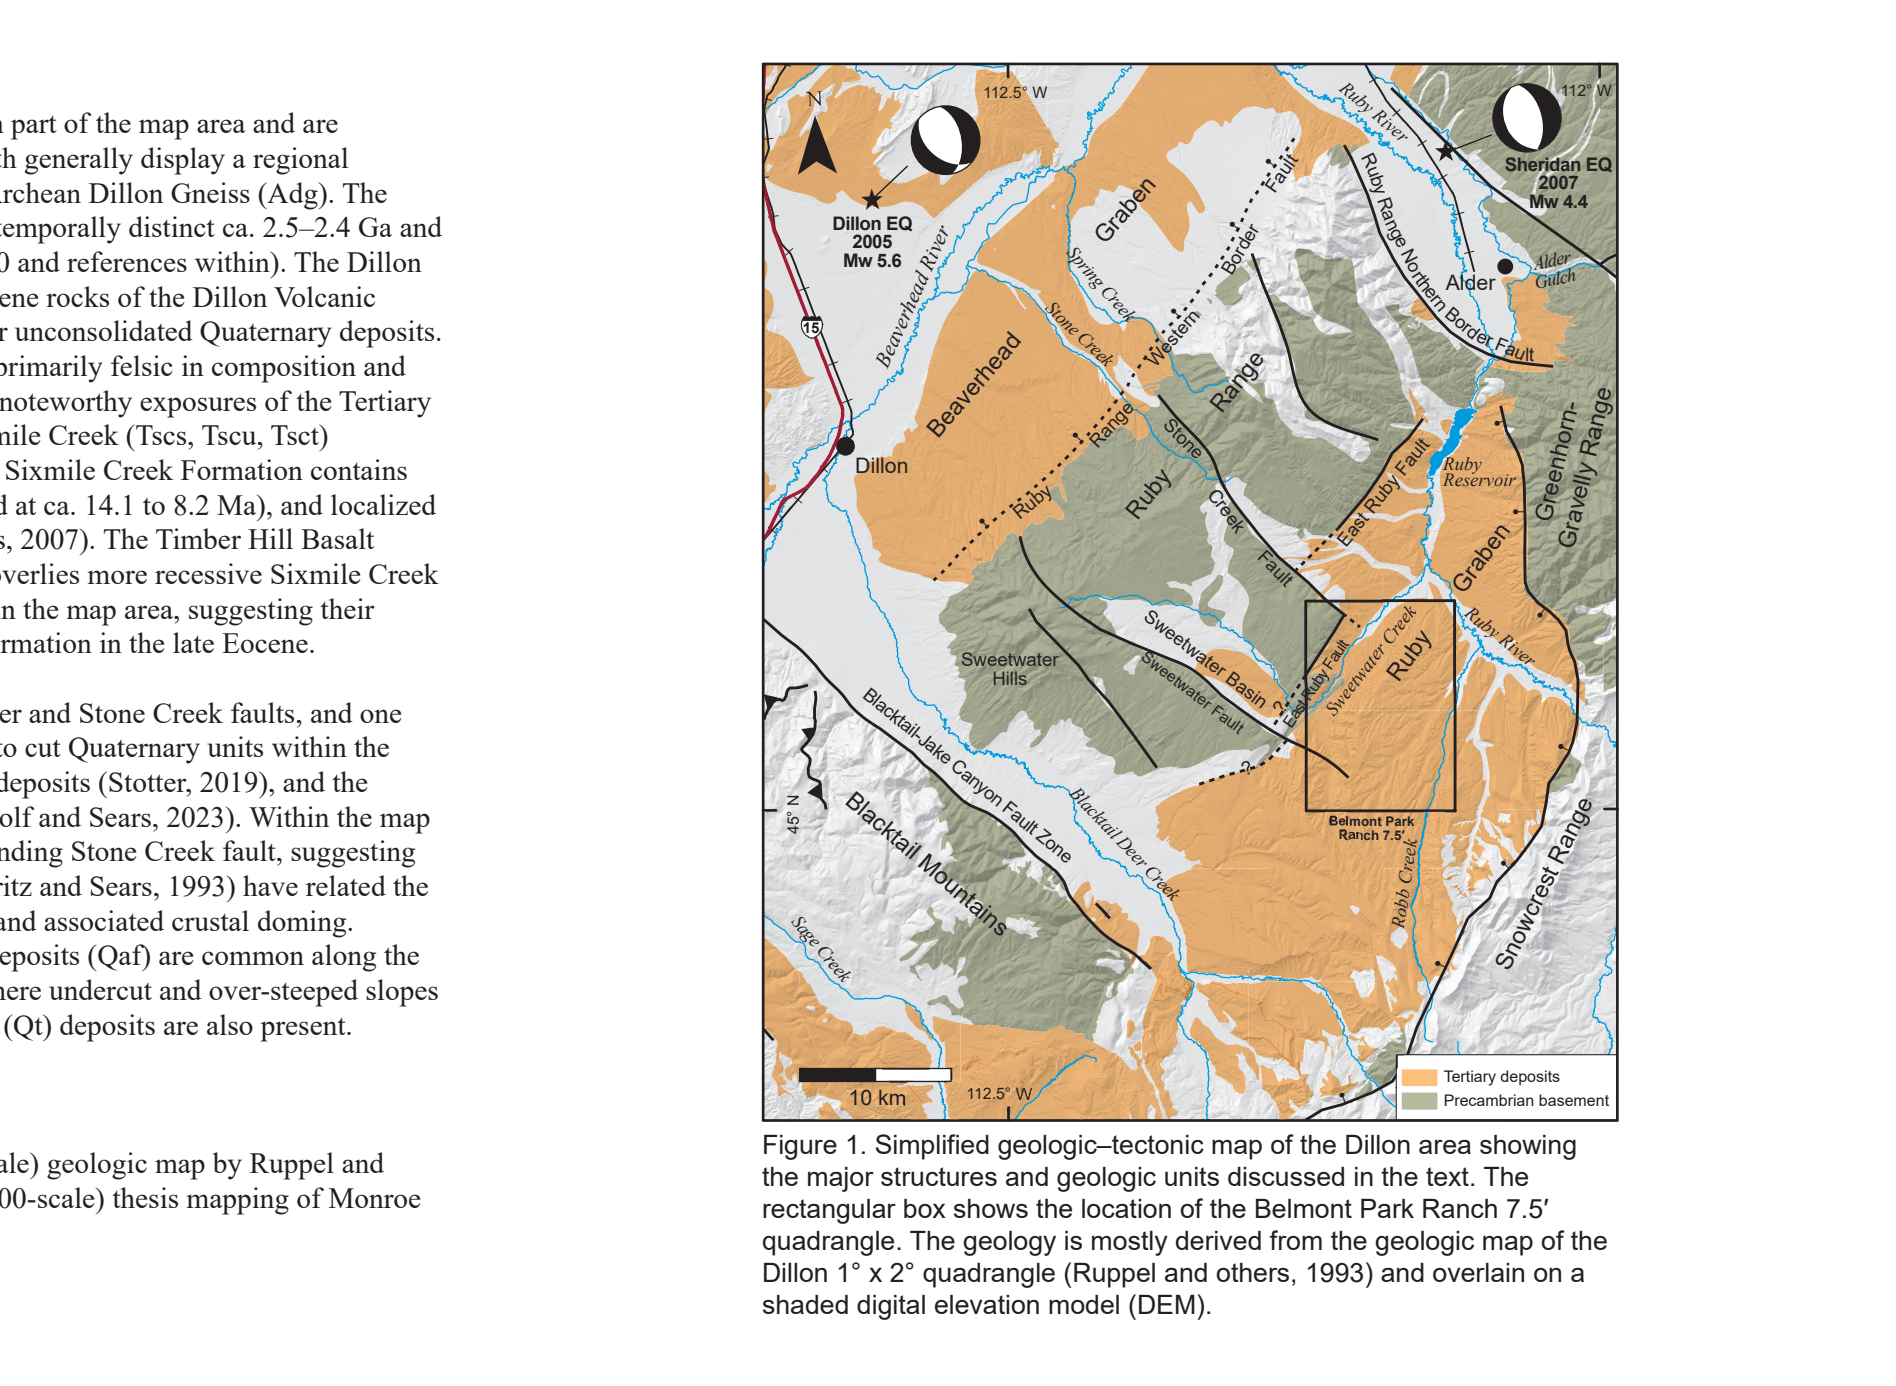 n part of the map area and are
th generally display a regional
Archean Dillon Gneiss (Adg). The
temporally distinct ca. 2.5–2.4 Ga and
0 and references within). The Dillon
ene rocks of the Dillon Volcanic
r unconsolidated Quaternary deposits.
primarily felsic in composition and
noteworthy exposures of the Tertiary
mile Creek (Tscs, Tscu, Tsct)
Sixmile Creek Formation contains
d at ca. 14.1 to 8.2 Ma), and localized
s, 2007). The Timber Hill Basalt
overlies more recessive Sixmile Creek
in the map area, suggesting their
rmation in the late Eocene.
er and Stone Creek faults, and one
to cut Quaternary units within the
deposits (Stotter, 2019), and the
olf and Sears, 2023). Within the map
nding Stone Creek fault, suggesting
ritz and Sears, 1993) have related the
and associated crustal doming.
eposits (Qaf) are common along the
here undercut and over-steeped slopes
(Qt) deposits are also present.
ale) geologic map by Ruppel and
00-scale) thesis mapping of Monroe
N
112.5° W
112° W
Ruby River
Sheridan EQ
2007
Mw 4.4
Dillon EQ
2005
Mw 5.6
Beaverhead River
Graben
Ruby Range Western Border Fault
Ruby Range Northern Border Fault
Alder
Alder
Gulch
Spring Creek
Stone Creek
15
Beaverhead
Dillon
Ruby Range
Stone Creek Fault
East Ruby Fault
Ruby
Reservoir
Greenhorn-
Gravelly Range
Graben
Ruby
Ruby River
Sweetwater Creek
East Ruby Fault
Sweetwater Basin
Sweetwater Fault
Sweetwater
Hills
?
?
Blacktail-Jake Canyon Fault Zone
Blacktail Mountains
Blacktail Deer Creek
45° N
Belmont Park
Ranch 7.5′
Robb Creek
Snowcrest Range
Sage Creek
10 km
112.5° W
Tertiary deposits
Precambrian basement
Figure 1. Simplified geologic–tectonic map of the Dillon area showing
the major structures and geologic units discussed in the text. The
rectangular box shows the location of the Belmont Park Ranch 7.5′
quadrangle. The geology is mostly derived from the geologic map of the
Dillon 1° x 2° quadrangle (Ruppel and others, 1993) and overlain on a
shaded digital elevation model (DEM).